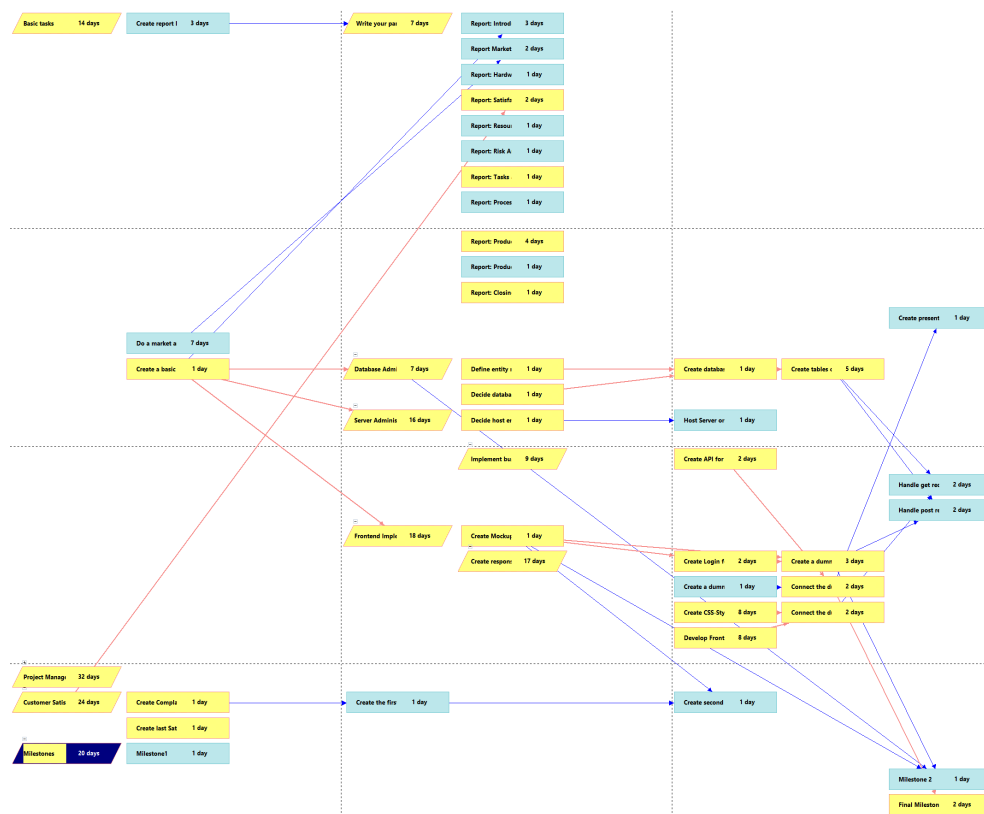 Basic tasks 14 days
Create report l 3 days
Write your pa 7 days
Report: Introd 3 days
Report Market 2 days
Report: Hardw 1 day
Report: Satisfa 2 days
Report: Resou 1 day
Report: Risk A 1 day
Report: Tasks 1 day
Report: Proces 1 day
Report: Produ 4 days
Report: Produ 1 day
Report: Closin 1 day
Create present 1 day
Do a market a 7 days
Create a basic 1 day
Database Admi 7 days
Define entity 1 day
Create databa 1 day
Create tables 5 days
Decide databa 1 day
Server Adminis 16 days
Decide host 1 day
Host Server or 1 day
Implement bu 9 days
Create API for 2 days
Handle get 2 days
Handle post 2 days
Frontend Imple 18 days
Create Mockup 1 day
Create respon 17 days
Create Login f 2 days
Create a dumm 3 days
Create a dumm 1 day
Connect the d 2 days
Create CSS-Sty 8 days
Connect the d 2 days
Develop Front 8 days
Project Manag 32 days
Customer Satis 24 days
Create Compla 1 day
Create the firs 1 day
Create second 1 day
Create last Sat 1 day
Milestones 20 days
Milestone1 1 day
Milestone 2 1 day
Final Mileston 2 days